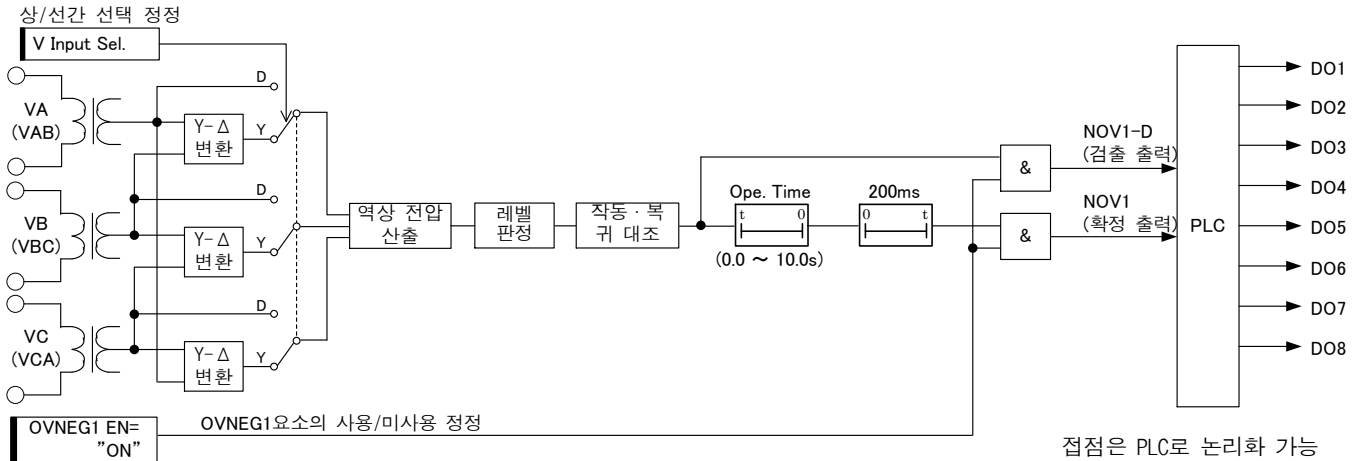 상/선간 선택 정정
V Input Sel.
VA
(VAB)
VB
(VBC)
VC
(VCA)
D
Y-Δ
변환
Y
D
Y-Δ
변환
Y
D
Y-Δ
변환
Y
역상 전압
산출
레벨
판정
작동·복
귀 대조
Ope. Time
t 0
(0.0 ～ 10.0s)
200ms
0 t
&
&
NOV1-D
(검출 출력)
NOV1
(확정 출력)
PLC
DO1
DO2
DO3
DO4
DO5
DO6
DO7
DO8
OVNEG1 EN=
"ON"
OVNEG1요소의 사용/미사용 정정
접점은 PLC로 논리화 가능